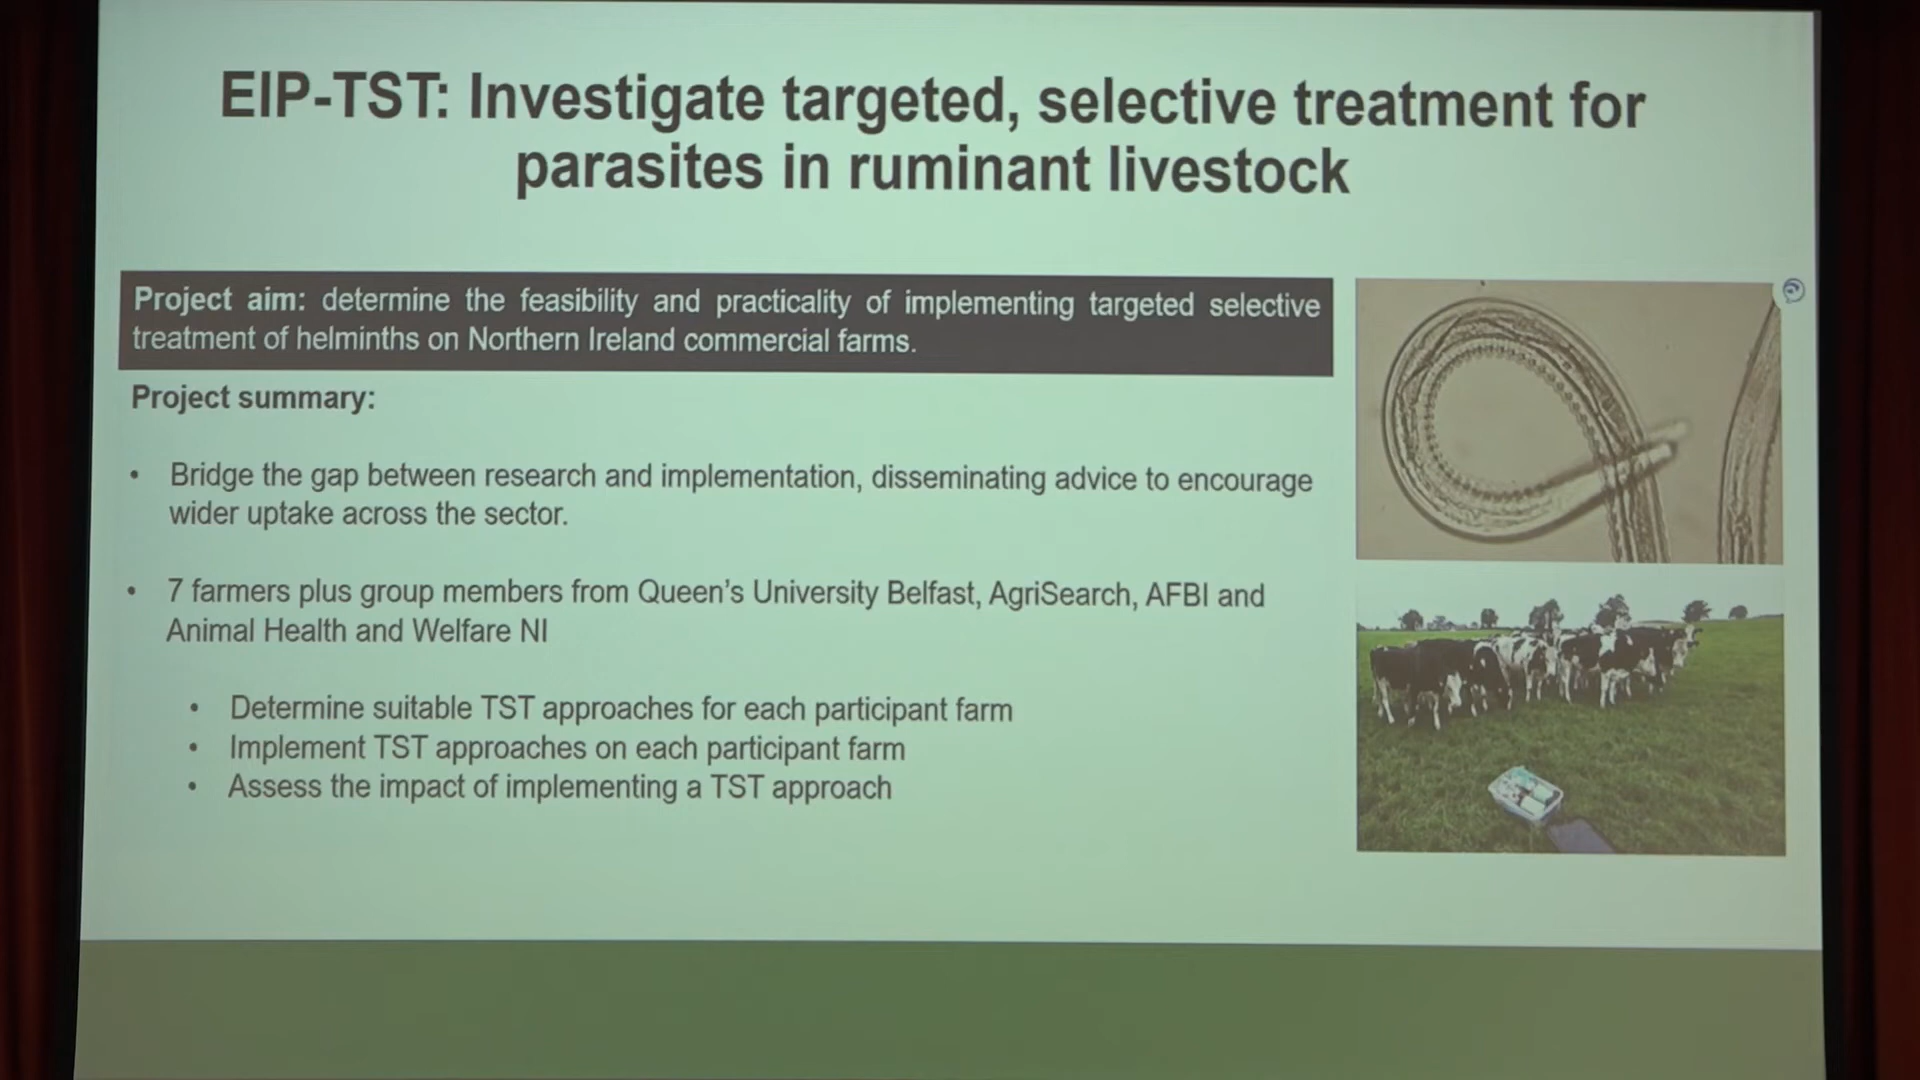 EIP-TST: Investigate targeted, selective treatment for
parasites in ruminant livestock
Project aim: determine the feasibility and practicality of implementing targeted selective
treatment of helminths on Northern Ireland commercial farms.
Project summary:
• Bridge the gap between research and implementation, disseminating advice to encourage
wider uptake across the sector.
• 7 farmers plus group members from Queen's University Belfast, AgriSearch, AFBI and
Animal Health and Welfare NI
• Determine suitable TST approaches for each participant farm
• Implement TST approaches on each participant farm
• Assess the impact of implementing a TST approach